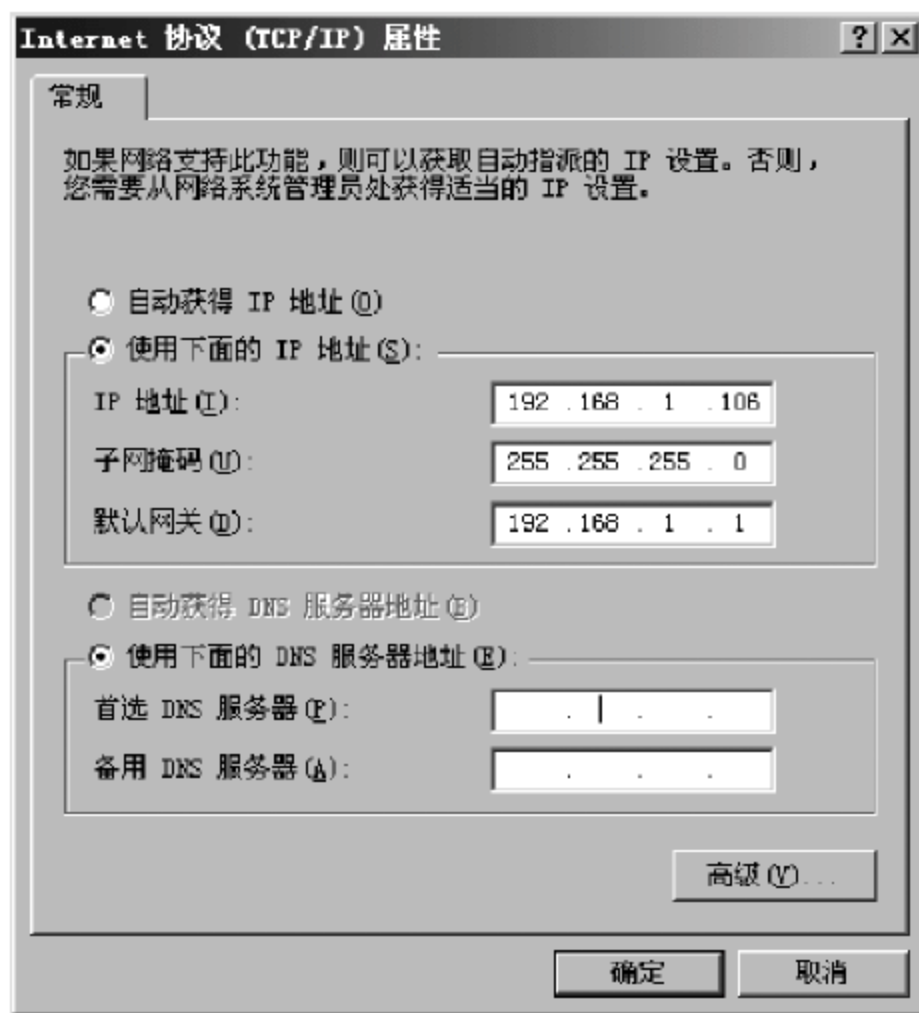 Internet 协议 (TCP/IP) 属性
常规
如果网络支持此功能，则可以获取自动指派的 IP 设置。否则，
您需要从网络系统管理员处获得适当的 IP 设置。
自动获得 IP 地址(O)
使用下面的 IP 地址(S):
IP 地址(I): 192 .168 . 1 .106
子网掩码(U): 255 .255 .255 . 0
默认网关(D): 192 .168 . 1 . 1
自动获得 DNS 服务器地址(B)
使用下面的 DNS 服务器地址(E):
首选 DNS 服务器(P): . . .
备用 DNS 服务器(A): . . .
高级(V)...
确定 取消